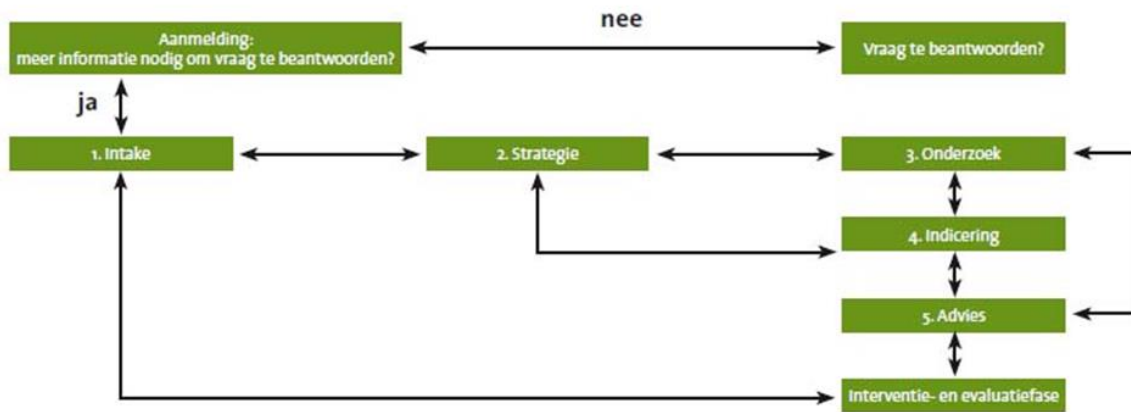 nee
Aanmelding:
meer informatie nodig om vraag te beantwoorden?
Vraag te beantwoorden?
ja
1. Intake
2. Strategie
3. Onderzoek
4. Indicering
5. Advies
Interventie- en evaluatiefase